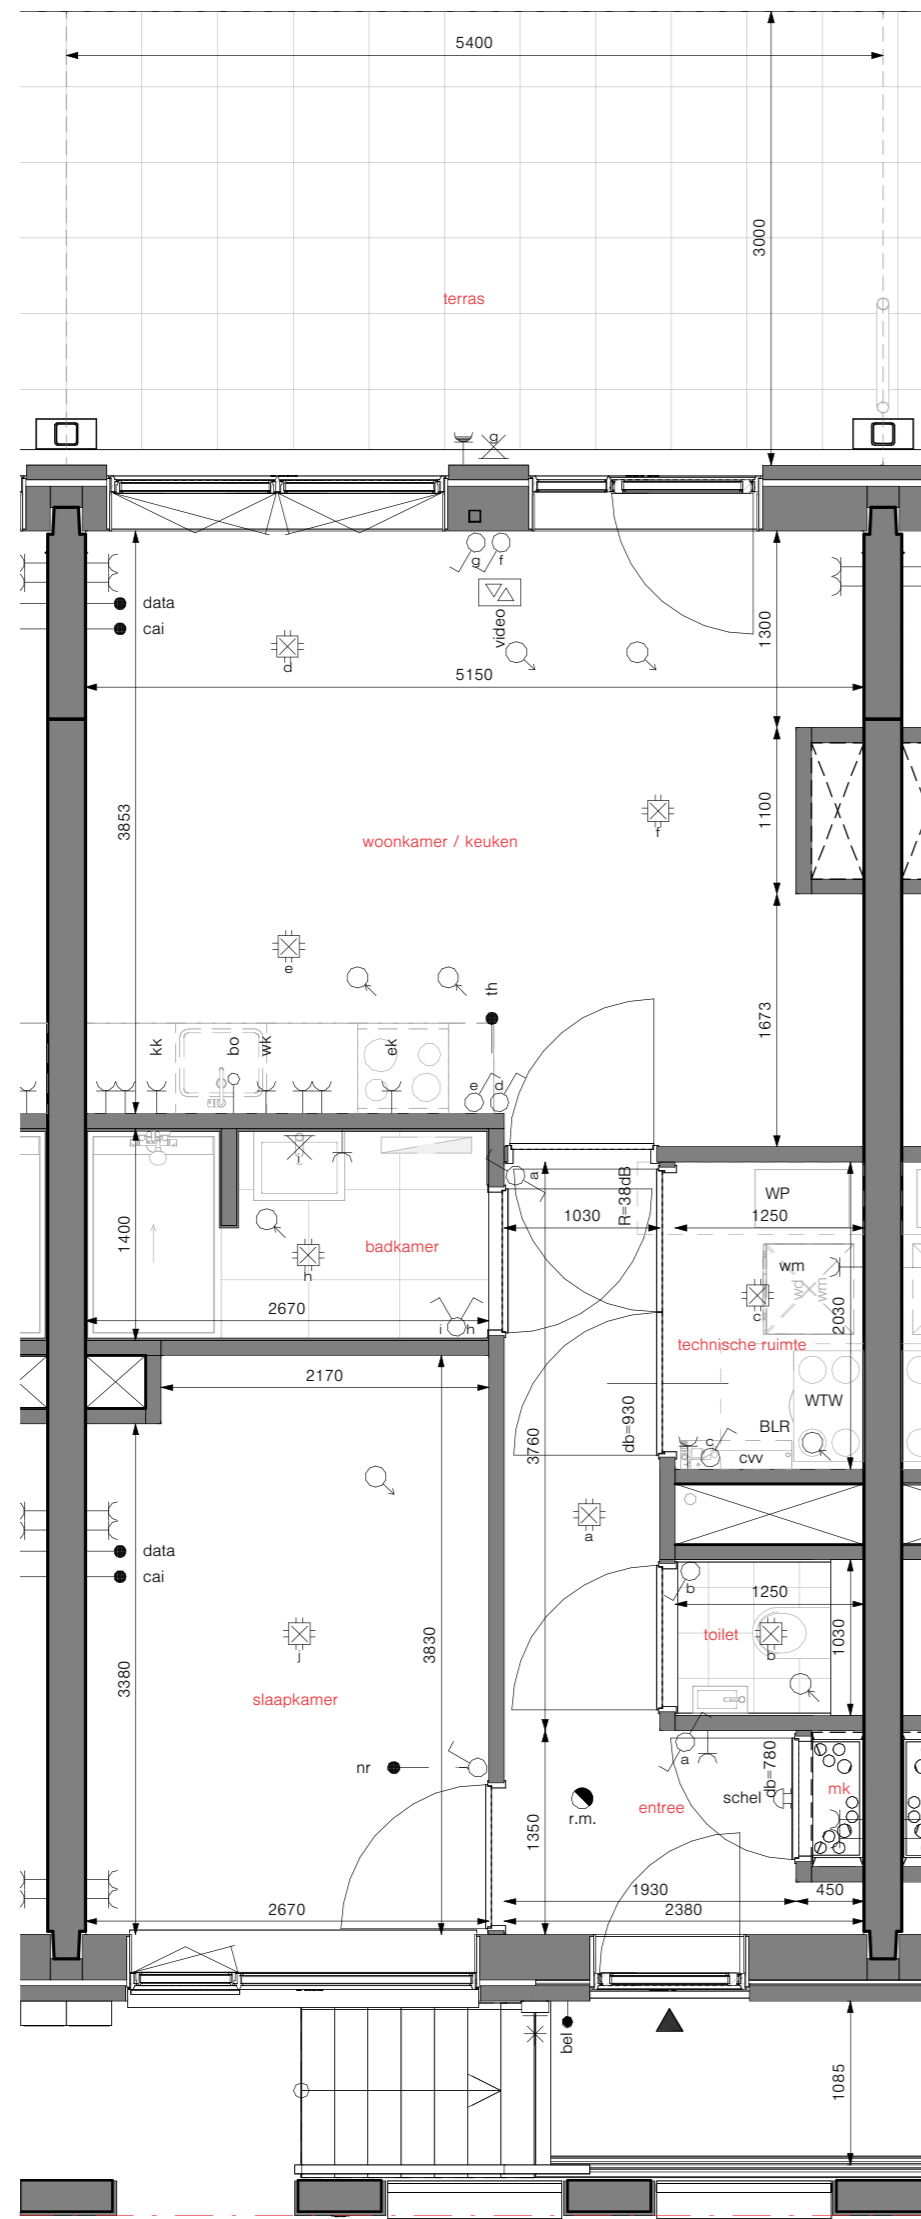 5400
3000
terras
g
g
f
data
cai
video
d
1300
5150
3853
1100
f
woonkamer / keuken
e
th
1673
kk
bo
wk
ek
e
d
i
a
R=38dB
WP
1400
1030
1250
badkamer
h
wm
wd
wm
c
2670
i
h
2030
technische ruimte
2170
WTW
db=930
BLR
3760
c
cvv
a
data
cai
b
1250
toilet
b
1030
j
3380
3830
slaapkamer
a
db=780
nr
schel
mk
entree
r.m.
1350
1930
450
2670
2380
bel
1085